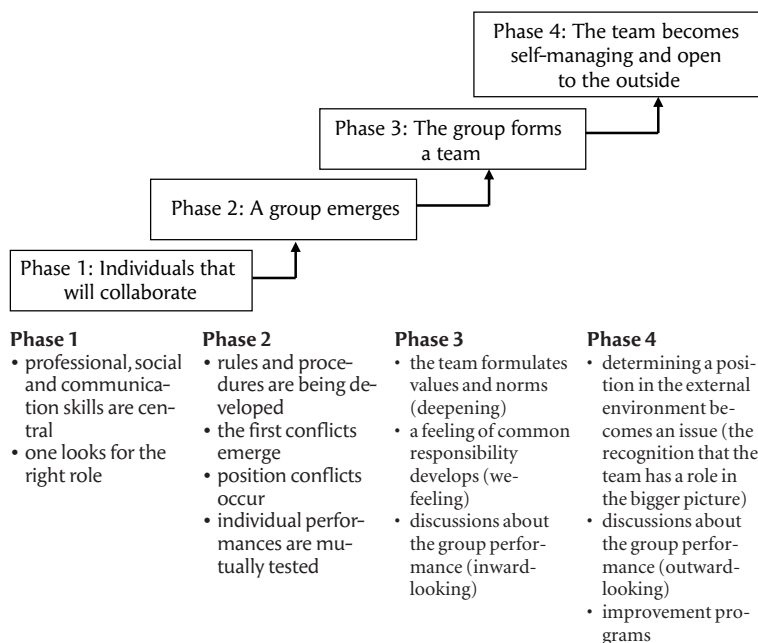 Phase 4: The team becomes
self-managing and open
to the outside
Phase 3: The group forms
a team
Phase 2: A group emerges
Phase 1: Individuals that
will collaborate
Phase 1
• professional, social
and communica-
tion skills are cen-
tral
• one looks for the
right role
Phase 2
• rules and proce-
dures are being de-
veloped
• the first conflicts
emerge
• position conflicts
occur
• individual perfor-
mances are mu-
tually tested
Phase 3
• the team formulates
values and norms
(deepening)
• a feeling of common
responsibility
develops (we-
feeling)
• discussions about
the group perfor-
mance (inward-
looking)
Phase 4
• determining a posi-
tion in the external
environment be-
comes an issue (the
recognition that the
team has a role in
the bigger picture)
• discussions about
the group perfor-
mance (outward-
looking)
• improvement pro-
grams